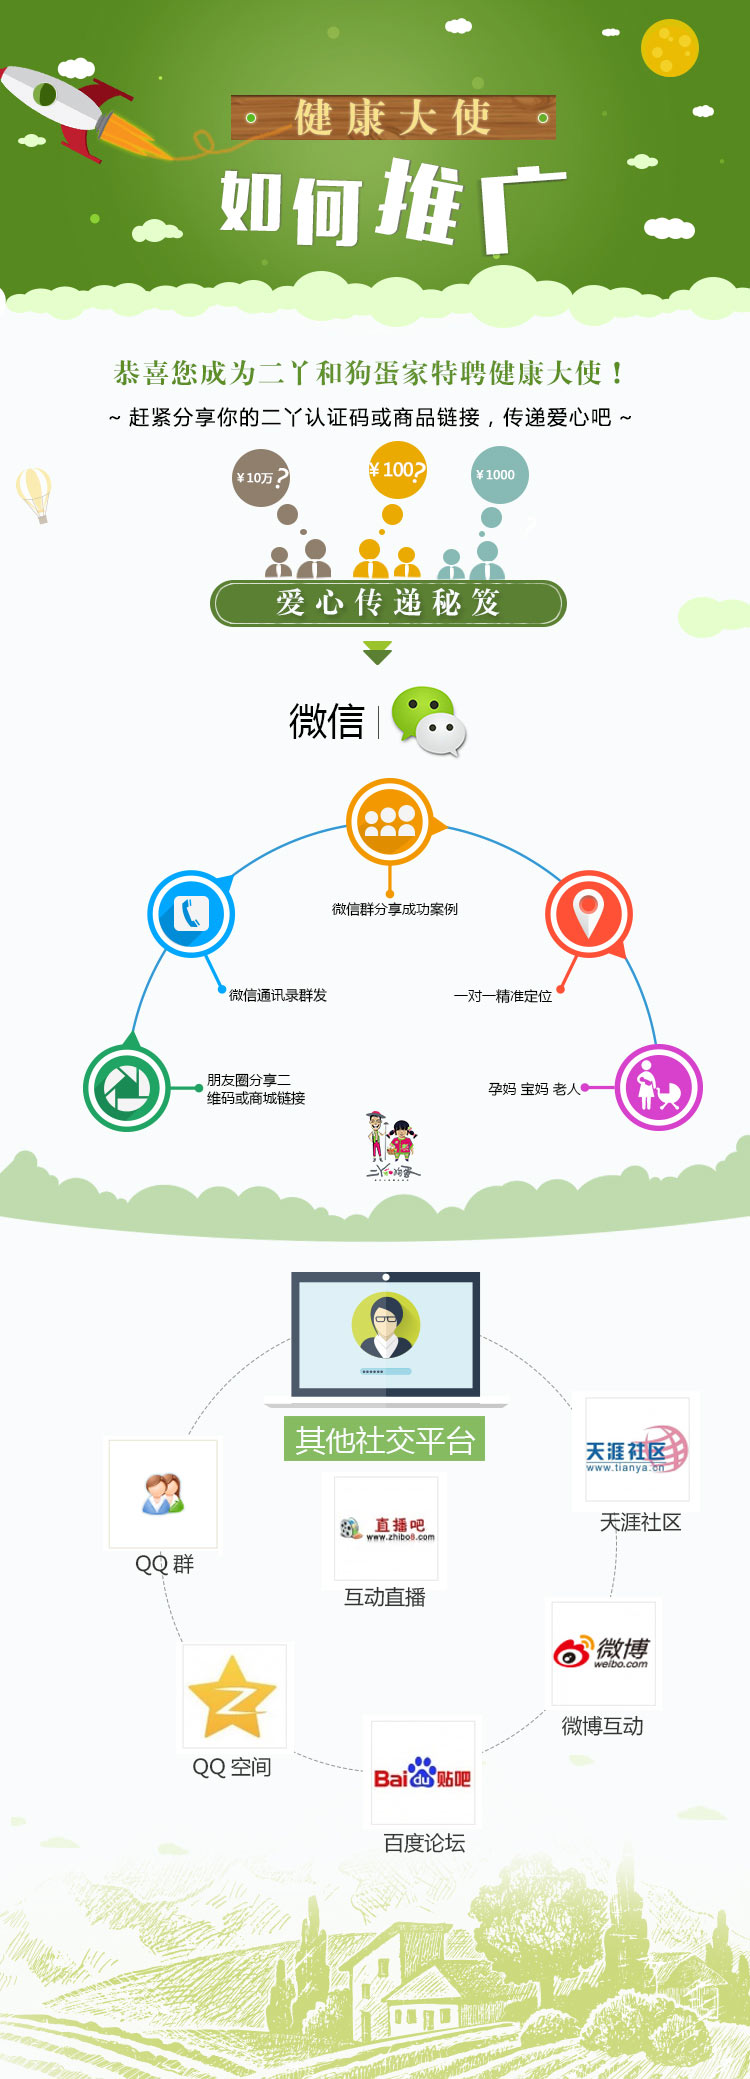 健康大使
如何推广
恭喜您成为二丫和狗蛋家特聘健康大使！
~ 赶紧分享你的二丫认证码或商品链接，传递爱心吧 ~
¥10万?
¥100?
¥1000
?
爱心传递秘笈
微信
微信群分享成功案例
微信通讯录群发
一对一精准定位
朋友圈分享二
维码或商城链接
孕妈 宝妈 老人
二丫和狗蛋
其他社交平台
天涯社区
www.tianya.cn
天涯社区
QQ 群
直播吧
www.zhibo8.com
互动直播
微博
weibo.com
微博互动
QQ 空间
Bai du 贴吧
百度论坛